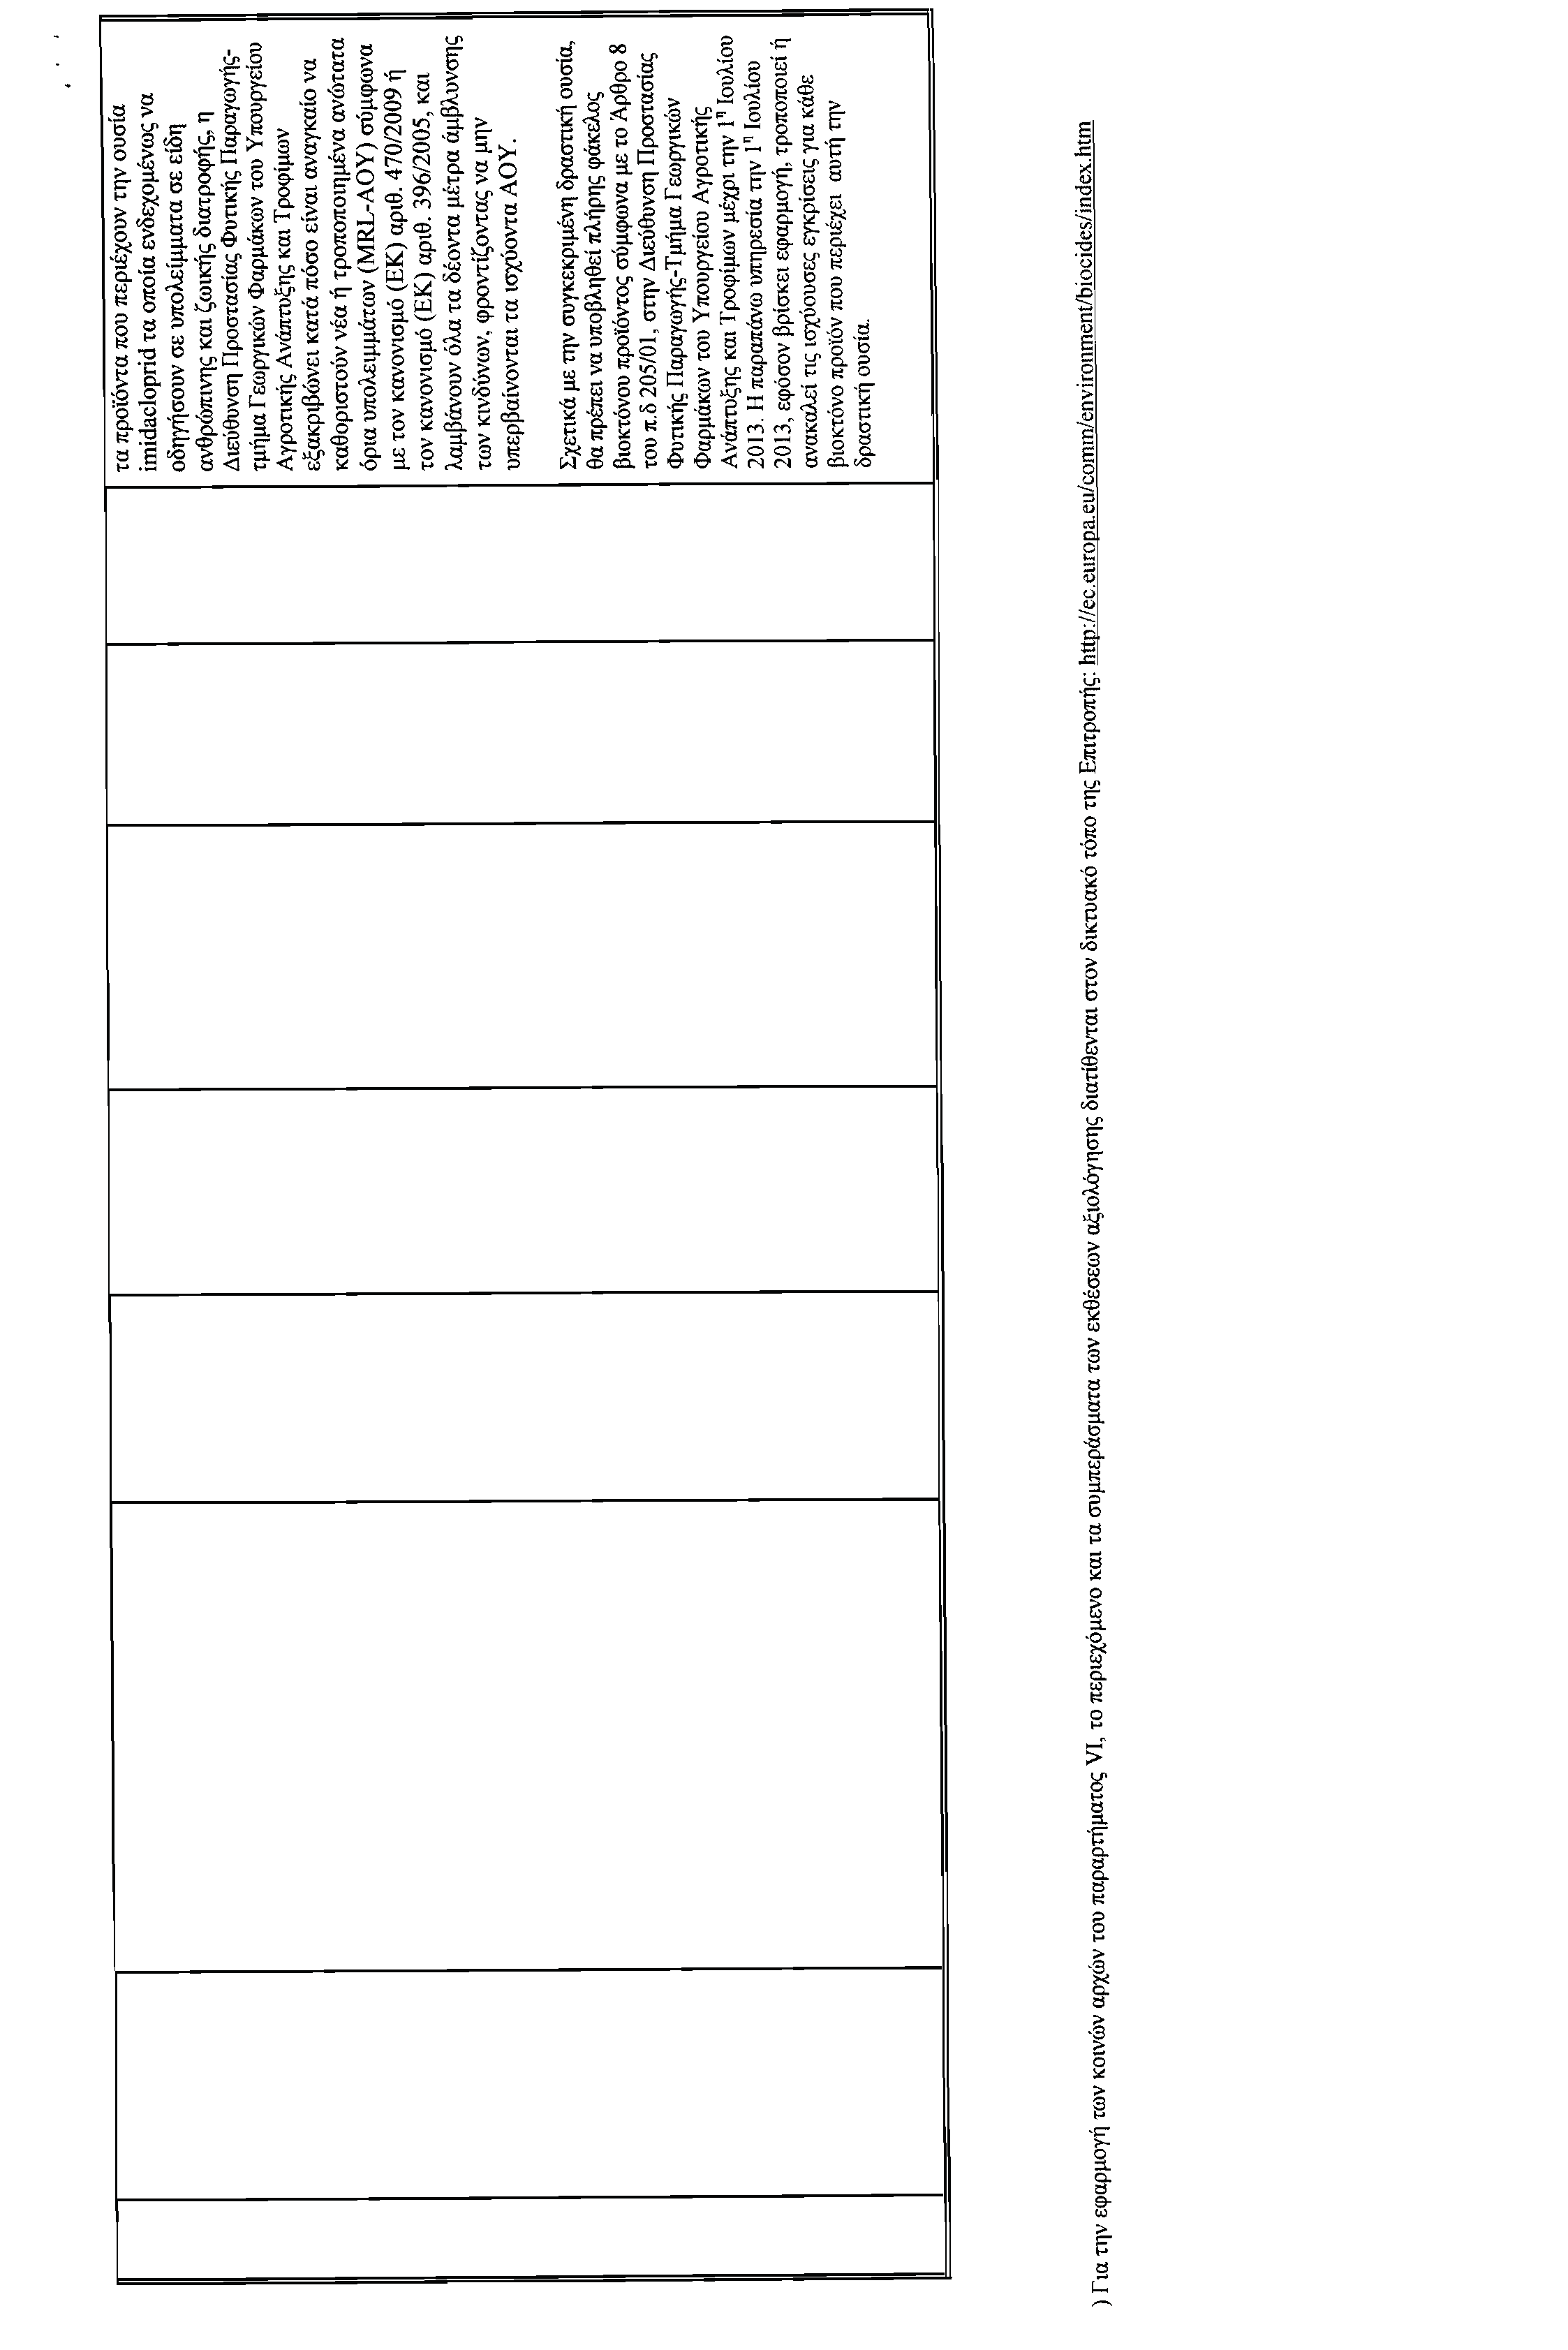 τα προϊόντα που περιέχουν την ουσία
imidacloprid τα οποία ενδεχομένως να
οδηγήσουν σε υπολείμματα σε είδη
ανθρώπινης και ζωικής διατροφής, η
Διεύθυνση Προστασίας Φυτικής Παραγωγής-
τμήμα Γεωργικών Φαρμάκων του Υπουργείου
Αγροτικής Ανάπτυξης και Τροφίμων
εξακριβώνει κατά πόσο είναι αναγκαίο να
καθοριστούν νέα ή τροποποιημένα ανώτατα
όρια υπολειμμάτων (MRL-ΑΟΥ) σύμφωνα
με τον κανονισμό (ΕΚ) αριθ. 470/2009 ή
τον κανονισμό (ΕΚ) αριθ. 396/2005, και
λαμβάνουν όλα τα δέοντα μέτρα άμβλυνσης
των κινδύνων, φροντίζοντας να μην
υπερβαίνονται τα ισχύοντα ΑΟΥ.
Σχετικά με την συγκεκριμένη δραστική ουσία,
θα πρέπει να υποβληθεί πλήρης φάκελος
βιοκτόνου προϊόντος σύμφωνα με το Άρθρο 8
του π.δ 205/01, στην Διεύθυνση Προστασίας
Φυτικής Παραγωγής-Τμήμα Γεωργικών
Φαρμάκων του Υπουργείου Αγροτικής
Ανάπτυξης και Τροφίμων μέχρι την 1η Ιουλίου
2013. Η παραπάνω υπηρεσία την 1η Ιουλίου
2013, εφόσον βρίσκει εφαρμογή, τροποποιεί ή
ανακαλεί τις ισχύουσες εγκρίσεις για κάθε
βιοκτόνο προϊόν που περιέχει αυτή την
δραστική ουσία.
) Για την εφαρμογή των κοινών αρχών του παραρτήματος VI, το περιεχόμενο και τα συμπεράσματα των εκθέσεων αξιολόγησης διατίθενται στον δικτυακό τόπο της Επιτροπής: http://ec.europa.eu/comm/environment/biocides/index.htm